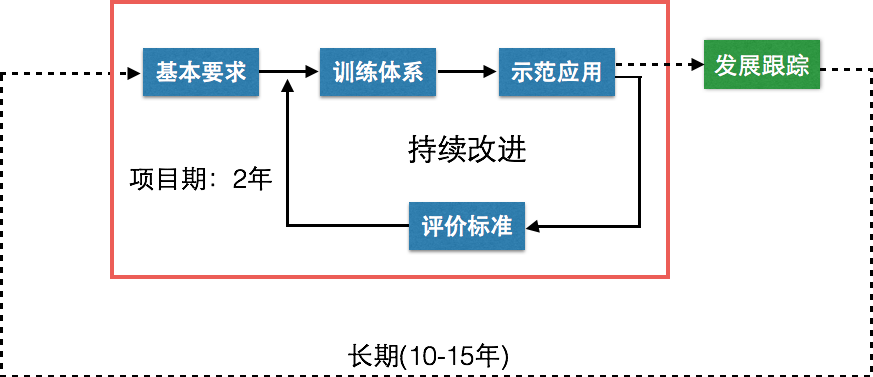 基本要求
训练体系
示范应用
发展跟踪
持续改进
项目期：2年
评价标准
长期(10-15年)